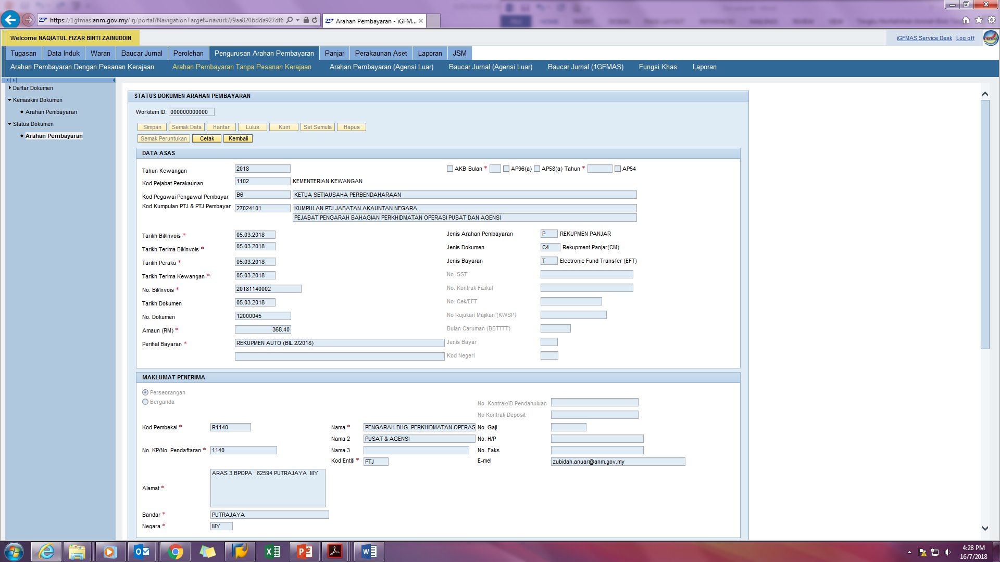 https://1gfmas.anm.gov.my/irj/portal?NavigationTarget=navurl://9aa820bdda927df6
Arahan Pembayaran - iGFM...
Welcome NAQIATUL FIZAR BINTI ZAINUDDIN
iGFMAS Service Desk Log off
Tugasan Data Induk Waran Baucar Jurnal Perolehan Pengurusan Arahan Pembayaran Panjar Perakaunan Aset Laporan JSM
Arahan Pembayaran Dengan Pesanan Kerajaan Arahan Pembayaran Tanpa Pesanan Kerajaan Arahan Pembayaran (Agensi Luar) Baucar Jurnal (Agensi Luar) Baucar Jurnal (1GFMAS) Fungsi Khas Laporan
Daftar Dokumen
Kemaskini Dokumen
Arahan Pembayaran
Status Dokumen
Arahan Pembayaran
STATUS DOKUMEN ARAHAN PEMBAYARAN
Workitem ID: 000000000000
Simpan Semak Data Hantar Lulus Kuiri Set Semula Hapus
Semak Peruntukan Cetak Kembali
DATA ASAS
Tahun Kewangan 2018 AKB Bulan * AP96(a) AP58(a) Tahun * AP54
Kod Pejabat Perakaunan 1102 KEMENTERIAN KEWANGAN
Kod Pegawai Pengawal Pembayar B6 KETUA SETIAUSAHA PERBENDAHARAAN
Kod Kumpulan PTJ & PTJ Pembayar 27024101 KUMPULAN PTJ JABATAN AKAUNTAN NEGARA
PEJABAT PENGARAH BAHAGIAN PERKHIDMATAN OPERASI PUSAT DAN AGENSI
Tarikh Bil/Invois * 05.03.2018 Jenis Arahan Pembayaran P REKUPMEN PANJAR
Tarikh Terima Bil/Invois * 05.03.2018 Jenis Dokumen C4 Rekupment Panjar(CM)
Tarikh Peraku * 05.03.2018 Jenis Bayaran T Electronic Fund Transfer (EFT)
Tarikh Terima Kewangan * 05.03.2018 No. SST
No. Bil/Invois * 20181140002 No. Kontrak Fizikal
Tarikh Dokumen 05.03.2018 No. Cek/EFT
No. Dokumen 12000045 No Rujukan Majikan (KWSP)
Amaun (RM) * 368.40 Bulan Caruman (BBTTTT)
Perihal Bayaran * REKUPMEN AUTO (BIL 2/2018) Jenis Bayar
Kod Negeri
MAKLUMAT PENERIMA
Perseorangan
Berganda No. Kontrak/ID Pendahuluan
No Kontrak Deposit
Kod Pembekal * R1140 Nama * PENGARAH BHG. PERKHIDMATAN OPERAS No. Gaji
Nama 2 PUSAT & AGENSI No. H/P
No. KP/No. Pendaftaran * 1140 Nama 3 No. Faks
Kod Entiti * PTJ E-mel zubidah.anuar@anm.gov.my
Alamat * ARAS 3 BPOPA 62594 PUTRAJAYA MY
Bandar * PUTRAJAYA
Negara * MY
4:28 PM
16/7/2018